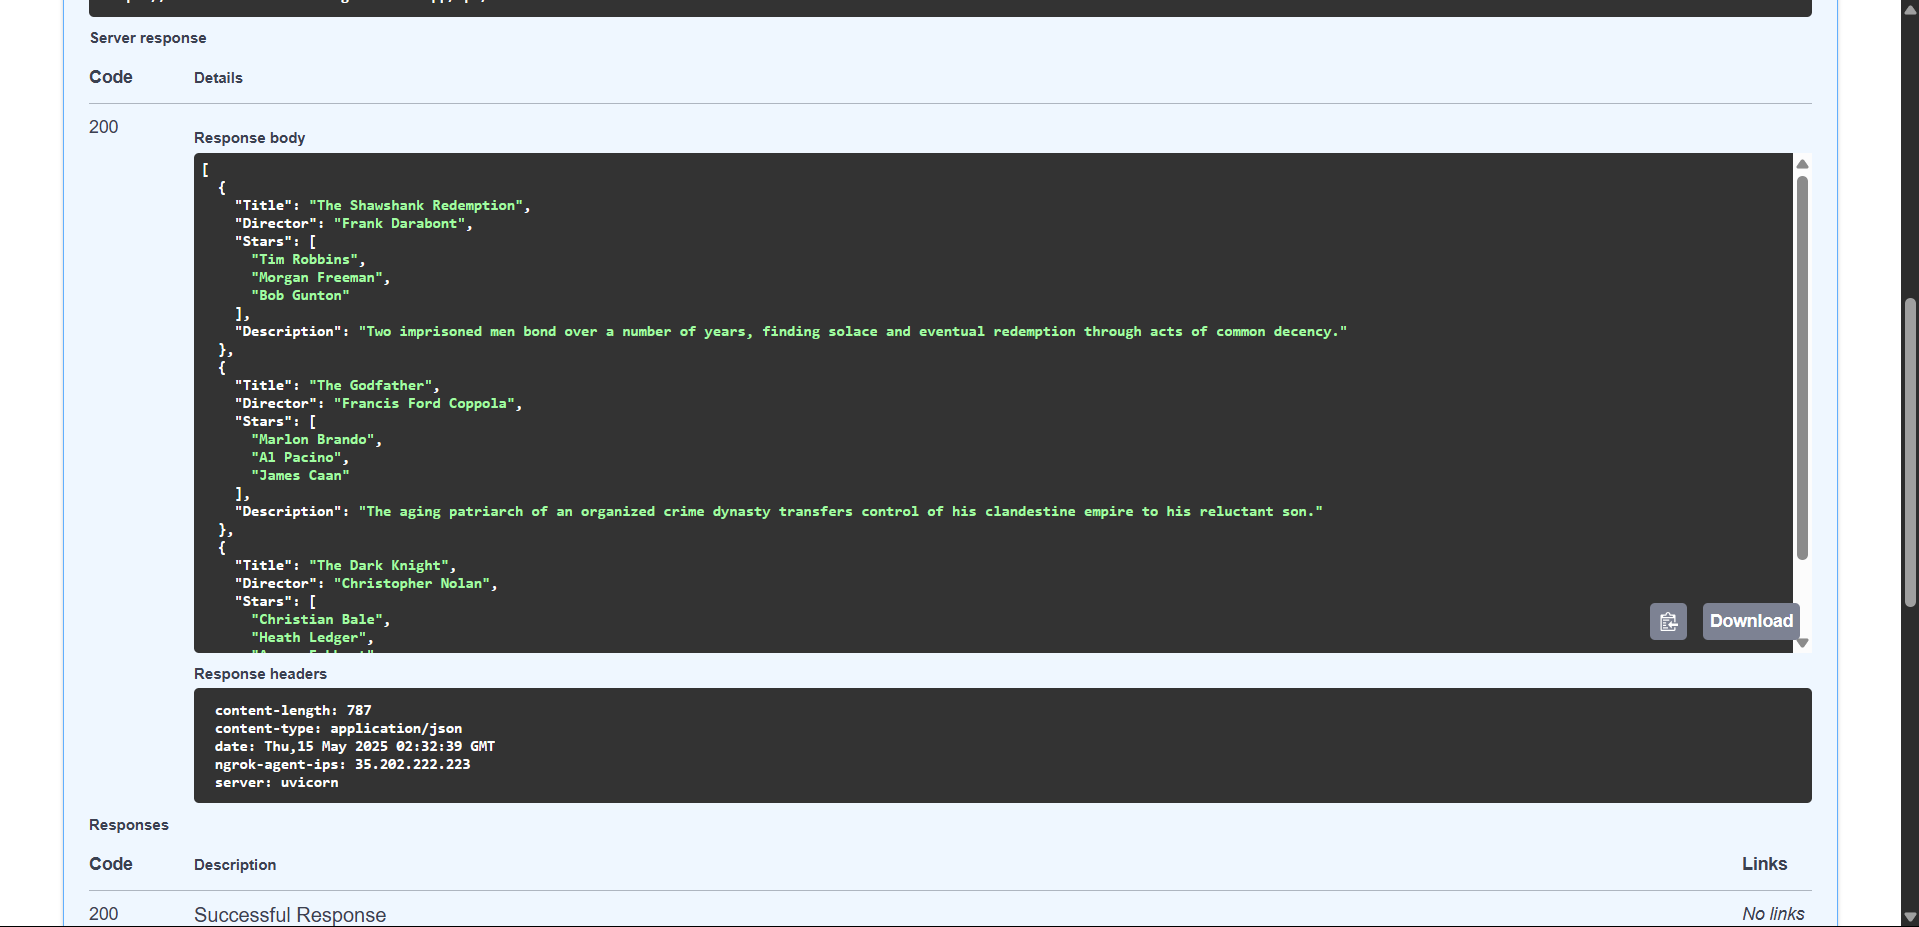 Server response
Code Details
200
Response body
[
  {
    "Title": "The Shawshank Redemption",
    "Director": "Frank Darabont",
    "Stars": [
      "Tim Robbins",
      "Morgan Freeman",
      "Bob Gunton"
    ],
    "Description": "Two imprisoned men bond over a number of years, finding solace and eventual redemption through acts of common decency."
  },
  {
    "Title": "The Godfather",
    "Director": "Francis Ford Coppola",
    "Stars": [
      "Marlon Brando",
      "Al Pacino",
      "James Caan"
    ],
    "Description": "The aging patriarch of an organized crime dynasty transfers control of his clandestine empire to his reluctant son."
  },
  {
    "Title": "The Dark Knight",
    "Director": "Christopher Nolan",
    "Stars": [
      "Christian Bale",
      "Heath Ledger",
Download
Response headers
content-length: 787
content-type: application/json
date: Thu,15 May 2025 02:32:39 GMT
ngrok-agent-ips: 35.202.222.223
server: uvicorn
Responses
Code Description Links
200 Successful Response No links